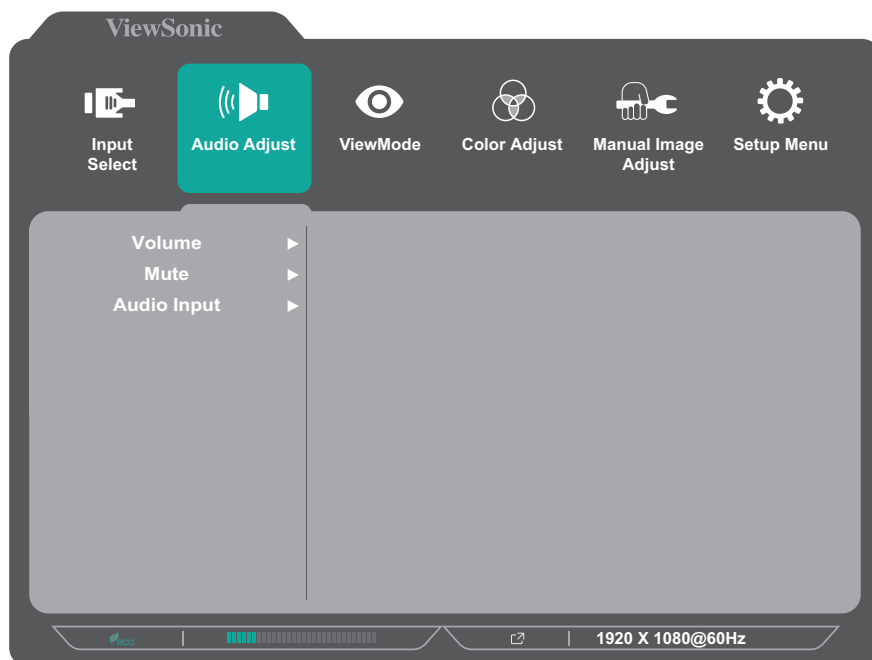 ViewSonic
Input
Select
Audio Adjust
ViewMode
Color Adjust
Manual Image
Adjust
Setup Menu
Volume
Mute
Audio Input
eco
1920 X 1080@60Hz